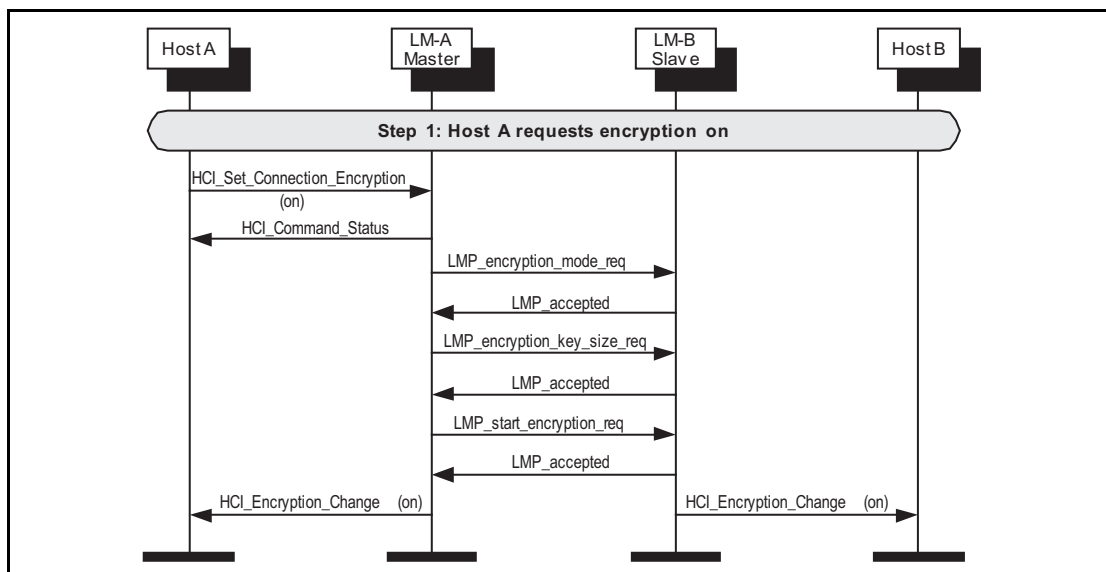 Host A
LM-A
Master
LM-B
Slave
Host B
Step 1: Host A requests encryption on
HCI_Set_Connection_Encryption
(on)
HCI_Command_Status
LMP_encryption_mode_req
LMP_accepted
LMP_encryption_key_size_req
LMP_accepted
LMP_start_encryption_req
LMP_accepted
HCI_Encryption_Change (on)
HCI_Encryption_Change (on)